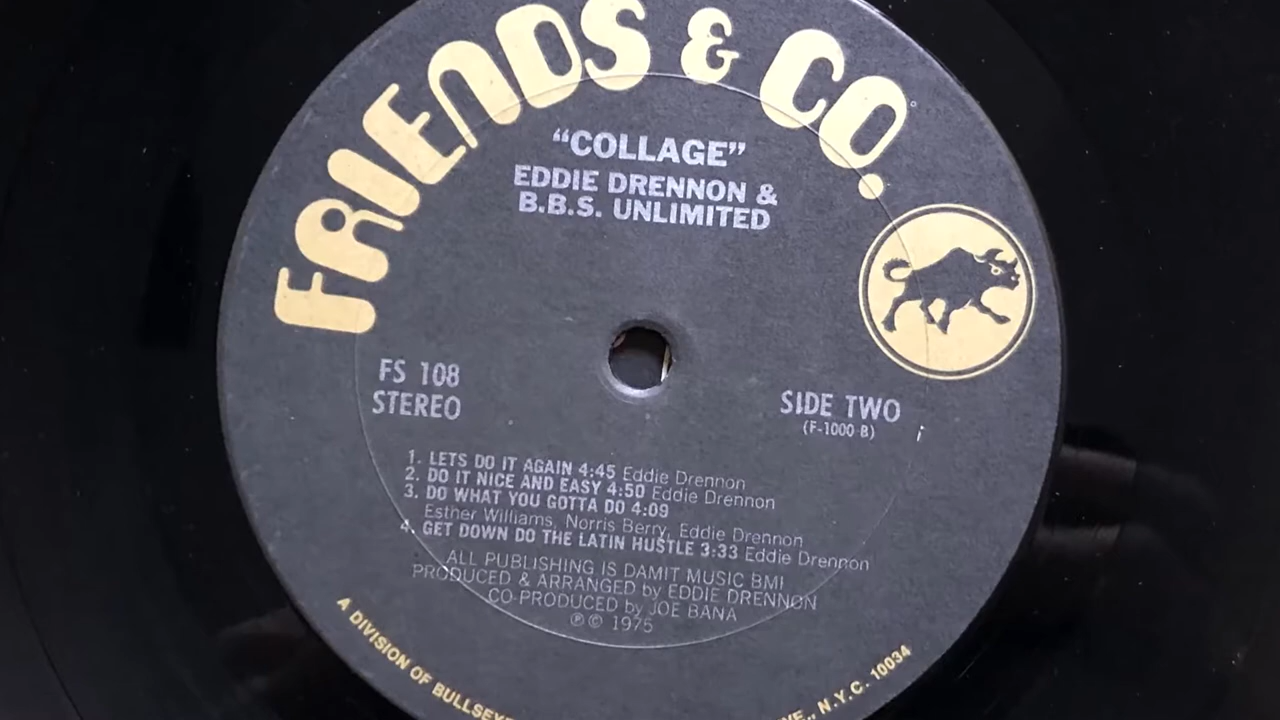 FRIENDS & CO.
"COLLAGE"
EDDIE DRENNON &
B.B.S. UNLIMITED
FS 108
STEREO
SIDE TWO
(F-1000-B)
1. LETS DO IT AGAIN 4:45 Eddie Drennon
2. DO IT NICE AND EASY 4:50 Eddie Drennon
3. DO WHAT YOU GOTTA DO 4:09
Esther Williams, Norris Berry, Eddie Drennon
4. GET DOWN DO THE LATIN HUSTLE 3:33 Eddie Drennon
ALL PUBLISHING IS DAMIT MUSIC BMI
PRODUCED & ARRANGED by EDDIE DRENNON
CO-PRODUCED by JOE BANA
℗ © 1975
A DIVISION OF BULLSEYE
N.Y.C. 10034